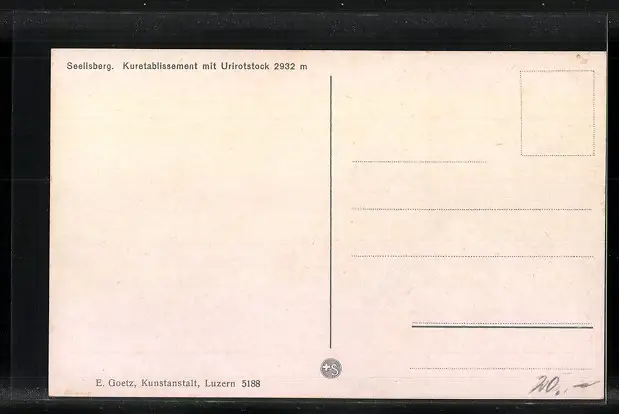 Seelisberg. Kuretablissement mit Urirotstock 2932 m
E. Goetz, Kunstanstalt, Luzern 5188
20.-